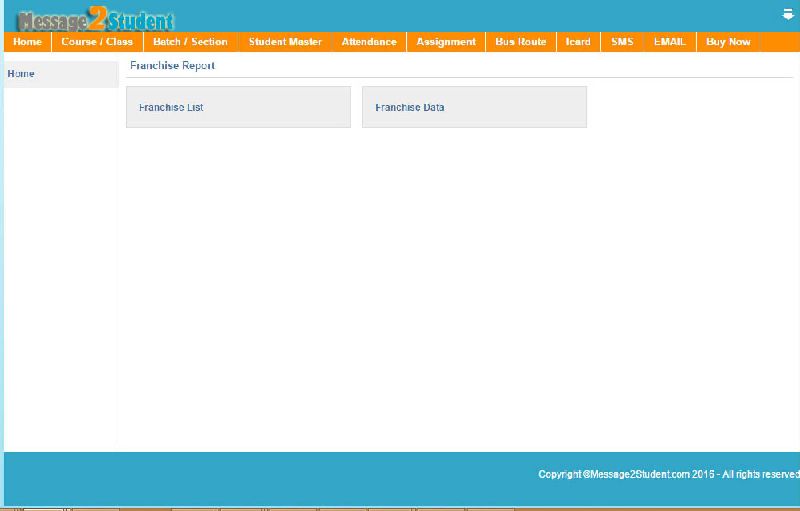 Message2Student
Home Course / Class Batch / Section Student Master Attendance Assignment Bus Route Icard SMS EMAIL Buy Now
Home
Franchise Report
Franchise List Franchise Data
Copyright ©Message2Student.com 2015 - All rights reserved